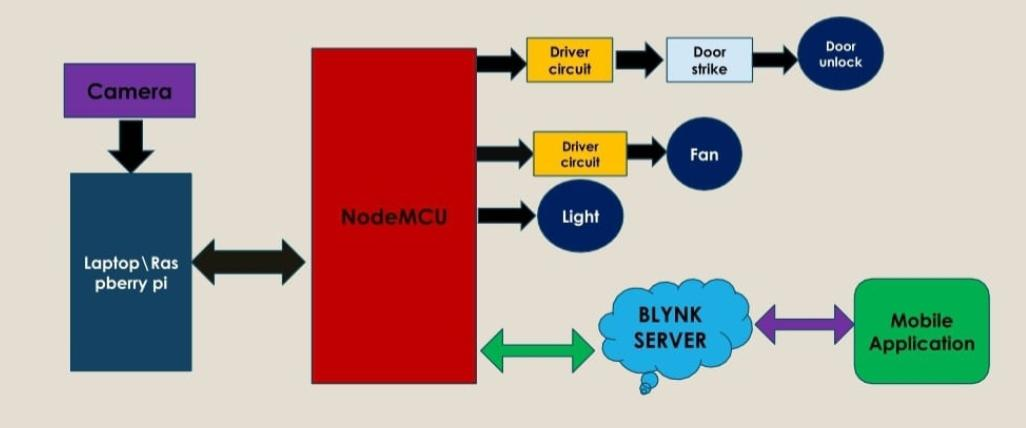 Camera
Laptop\Ras
pberry pi
NodeMCU
Driver
circuit
Door
strike
Door
unlock
Driver
circuit
Fan
Light
BLYNK
SERVER
Mobile
Application